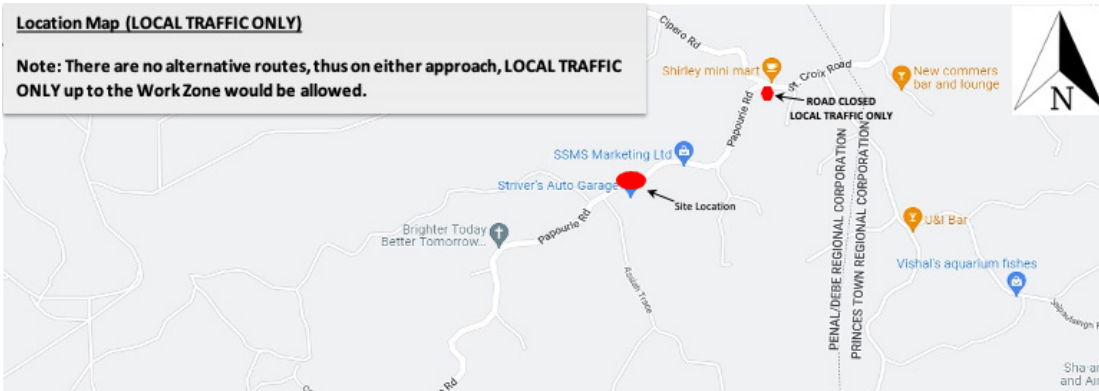 Location Map (LOCAL TRAFFIC ONLY)
Note: There are no alternative routes, thus on either approach, LOCAL TRAFFIC
ONLY up to the Work Zone would be allowed.
Cipero Rd
Shirley mini mart
St. Croix Road
New commers
bar and lounge
N
ROAD CLOSED
LOCAL TRAFFIC ONLY
Papourie Rd
SSMS Marketing Ltd
Striver's Auto Garage
Site Location
Papourie Rd
Brighter Today
Better Tomorrow...
PENAL/DEBE REGIONAL CORPORATION
PRINCES TOWN REGIONAL CORPORATION
U&I Bar
Vishal's aquarium fishes
Rd